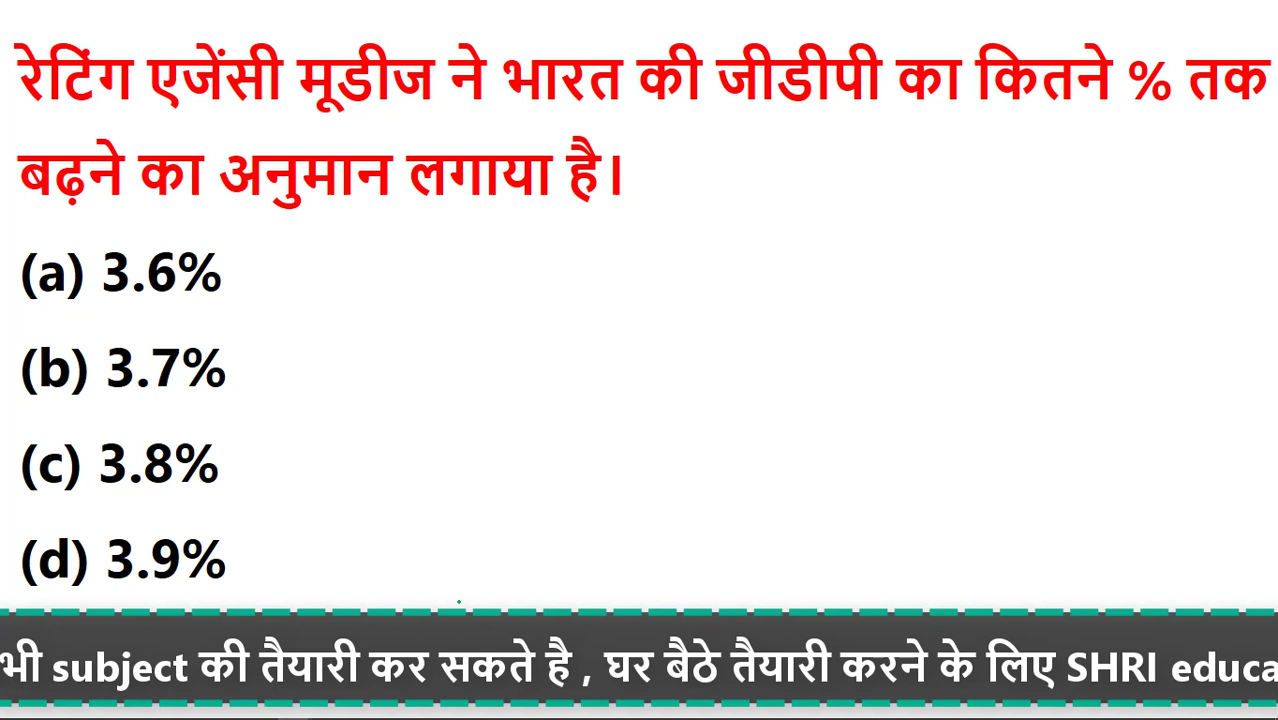 रेटिंग एजेंसी मूडीज ने भारत की जीडीपी का कितने % तक
बढ़ने का अनुमान लगाया है।
(a) 3.6%
(b) 3.7%
(c) 3.8%
(d) 3.9%
भी subject की तैयारी कर सकते है , घर बैठे तैयारी करने के लिए SHRI educa